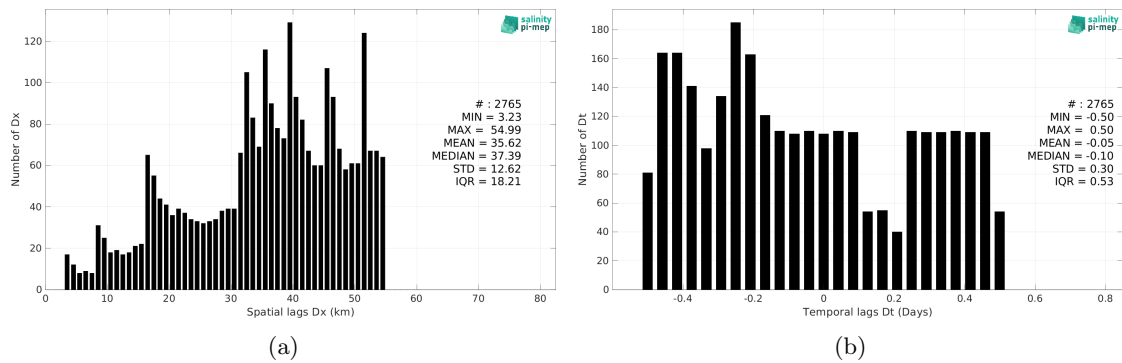 salinity
pi-mep
120
100
80
60
40
20
0
Number of Dx
# : 2765
MIN = 3.23
MAX = 54.99
MEAN = 35.62
MEDIAN = 37.39
STD = 12.62
IQR = 18.21
0 10 20 30 40 50 60 70 80
Spatial lags Dx (km)
(a)
salinity
pi-mep
180
160
140
120
100
80
60
40
20
0
Number of Dt
# : 2765
MIN = -0.50
MAX = 0.50
MEAN = -0.05
MEDIAN = -0.10
STD = 0.30
IQR = 0.53
-0.4 -0.2 0 0.2 0.4 0.6 0.8
Temporal lags Dt (Days)
(b)